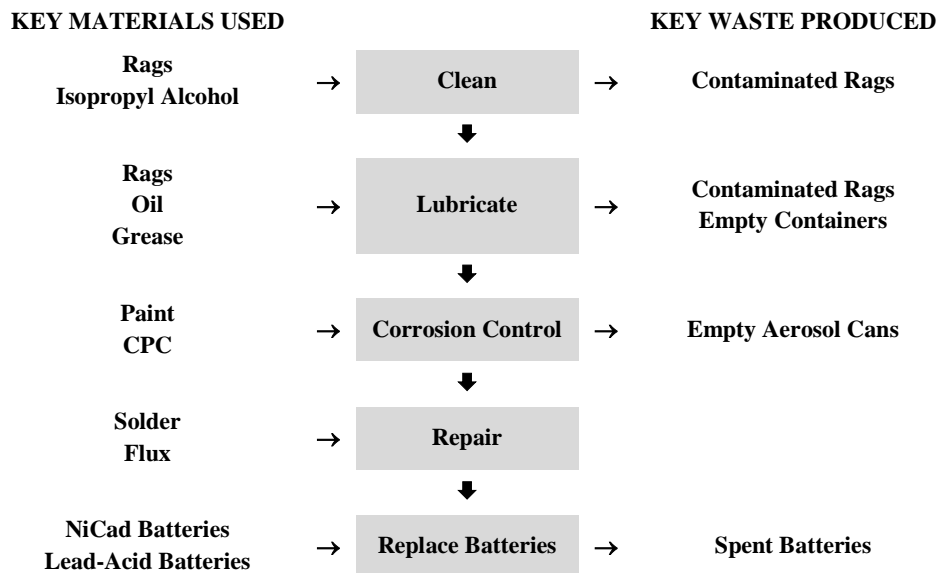 KEY MATERIALS USED
KEY WASTE PRODUCED
Rags
Isopropyl Alcohol
Clean
Contaminated Rags
Rags
Oil
Grease
Lubricate
Contaminated Rags
Empty Containers
Paint
CPC
Corrosion Control
Empty Aerosol Cans
Solder
Flux
Repair
NiCad Batteries
Lead-Acid Batteries
Replace Batteries
Spent Batteries